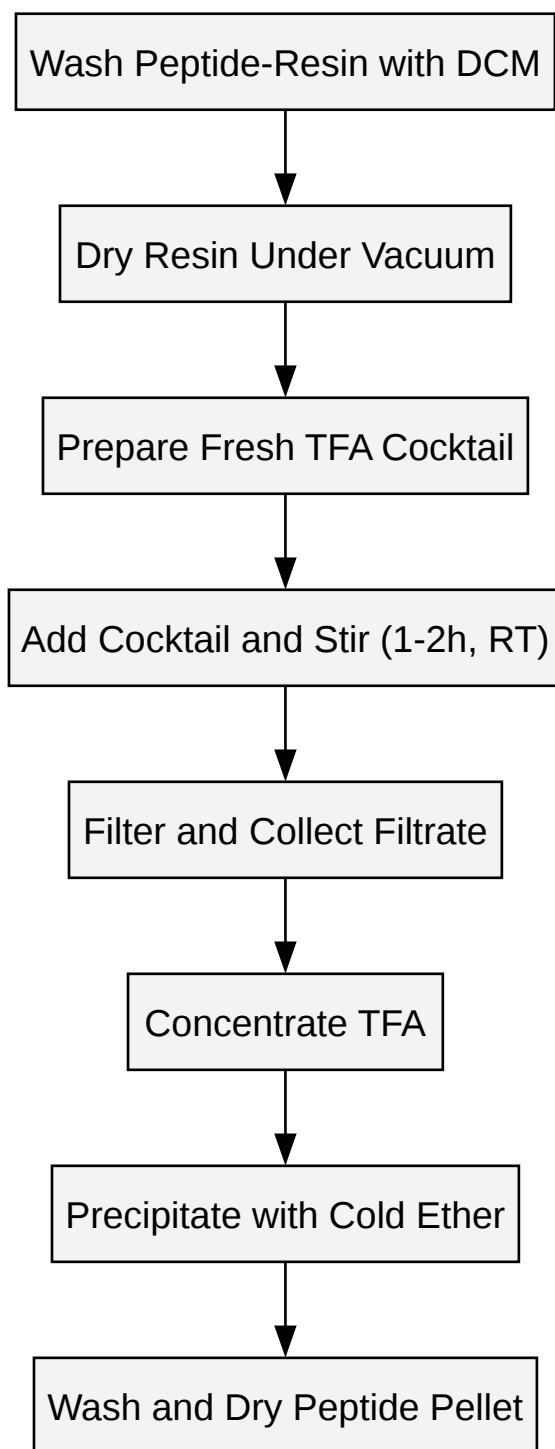 Wash Peptide-Resin with DCM
Dry Resin Under Vacuum
Prepare Fresh TFA Cocktail
Add Cocktail and Stir (1-2h, RT)
Filter and Collect Filtrate
Concentrate TFA
Precipitate with Cold Ether
Wash and Dry Peptide Pellet